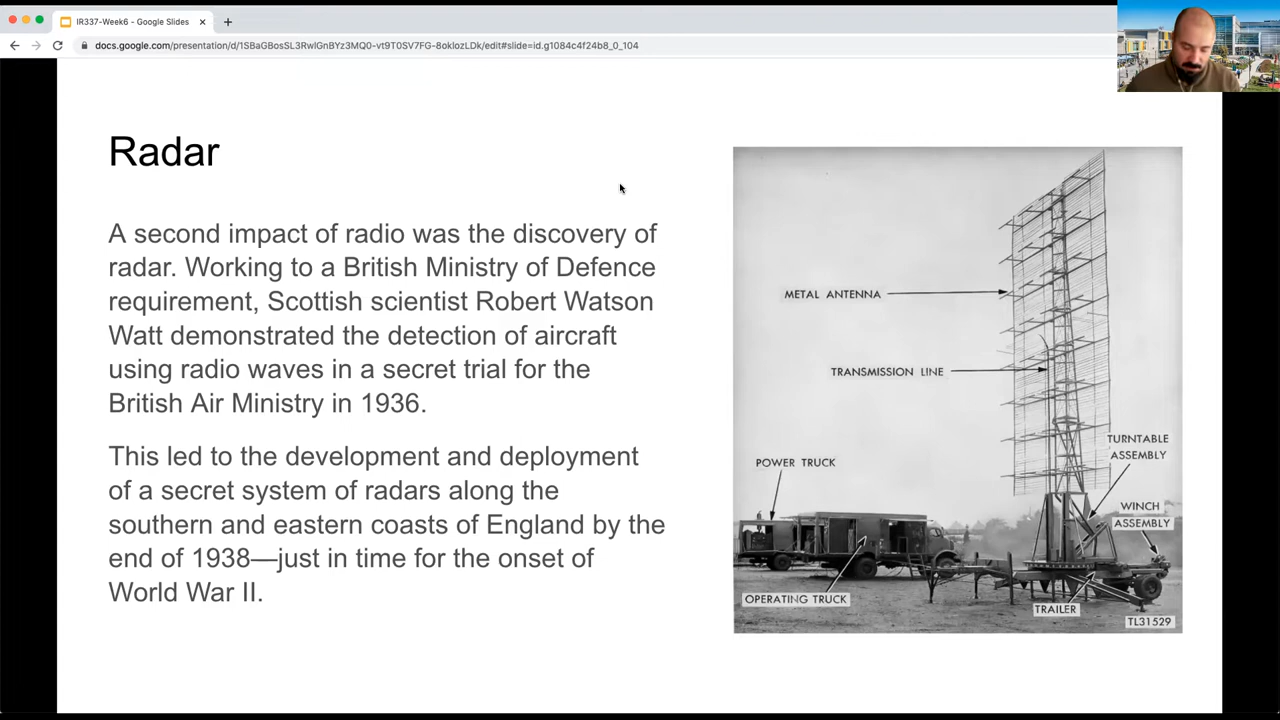 IR337-Week6 - Google Slides
docs.google.com/presentation/d/1SBaGBosSL3RwlGnBYz3MQ0-vt9T0SV7FG-8oklozLDk/edit#slide=id.g1084c4f24b8_0_104
Radar
A second impact of radio was the discovery of
radar. Working to a British Ministry of Defence
requirement, Scottish scientist Robert Watson
Watt demonstrated the detection of aircraft
using radio waves in a secret trial for the
British Air Ministry in 1936.
This led to the development and deployment
of a secret system of radars along the
southern and eastern coasts of England by the
end of 1938—just in time for the onset of
World War II.
METAL ANTENNA
TRANSMISSION LINE
TURNTABLE
ASSEMBLY
POWER TRUCK
WINCH
ASSEMBLY
OPERATING TRUCK
TRAILER
TL31529